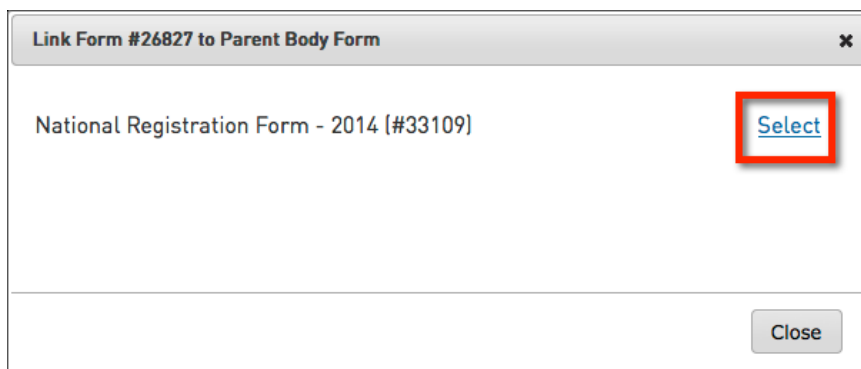 Link Form #26827 to Parent Body Form
National Registration Form - 2014 (#33109)
Select
Close